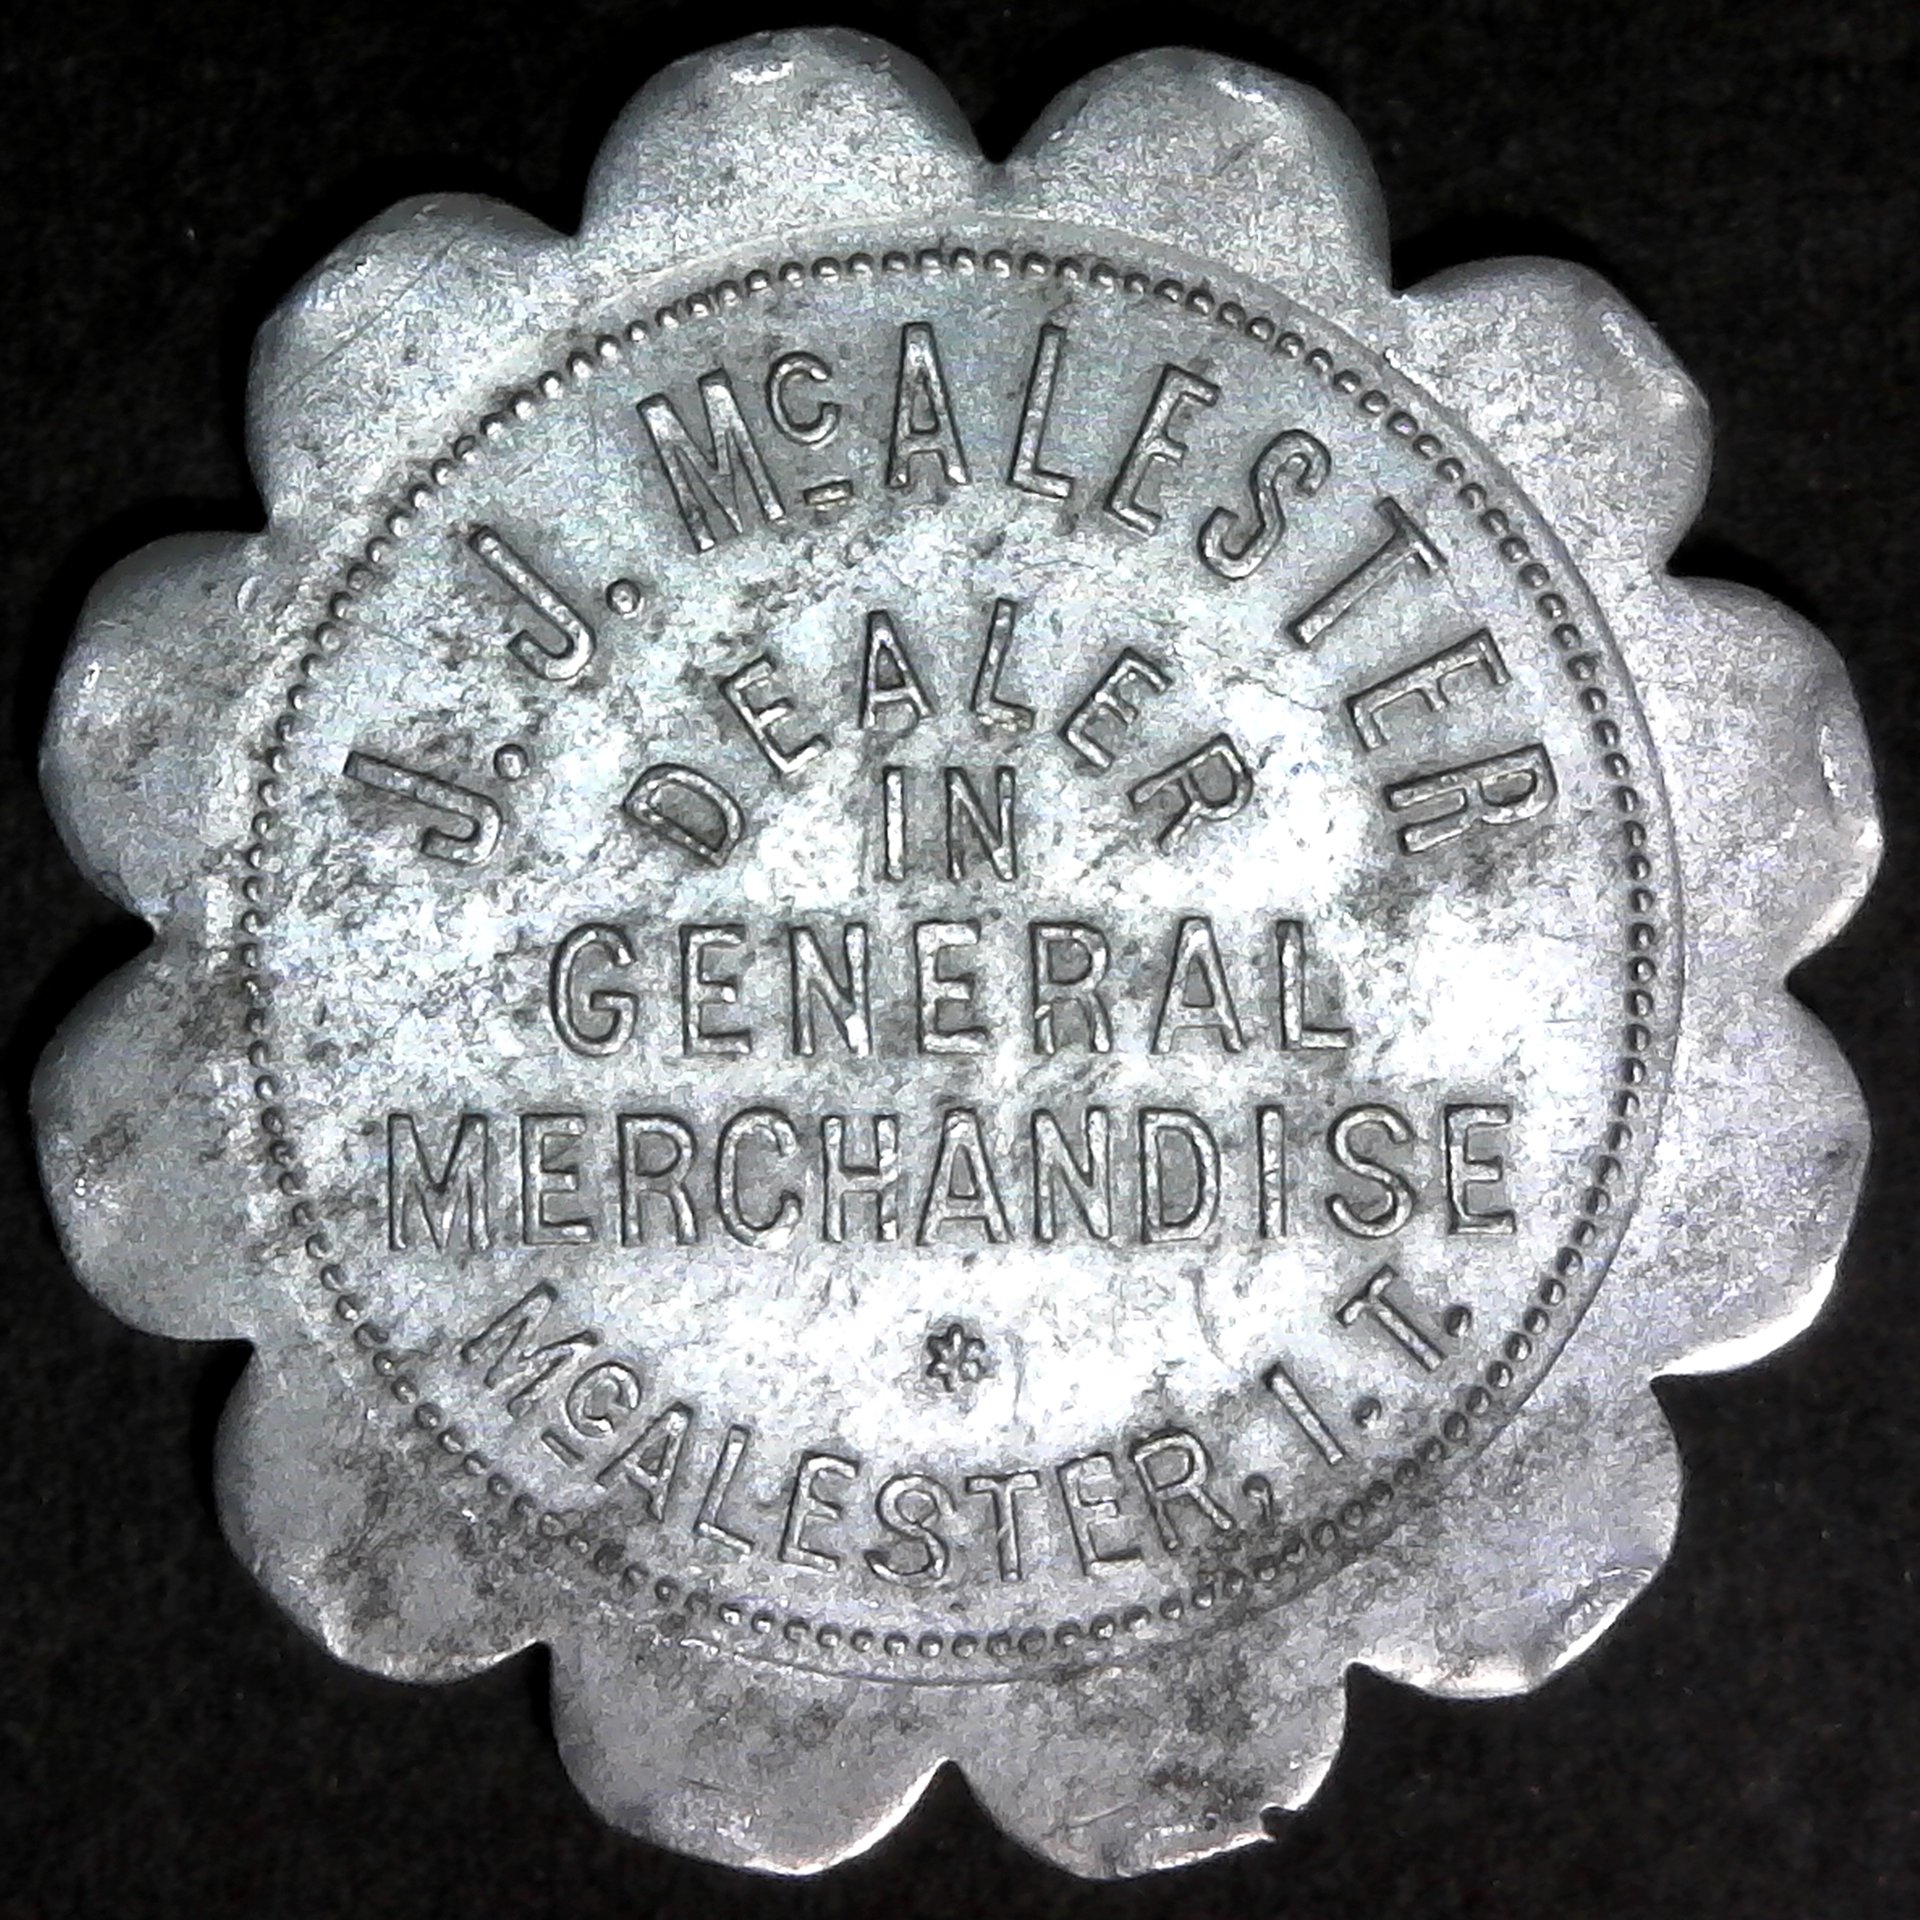 J. J. McALESTER
DEALER
IN
GENERAL
MERCHANDISE
*
McALESTER, I. T.